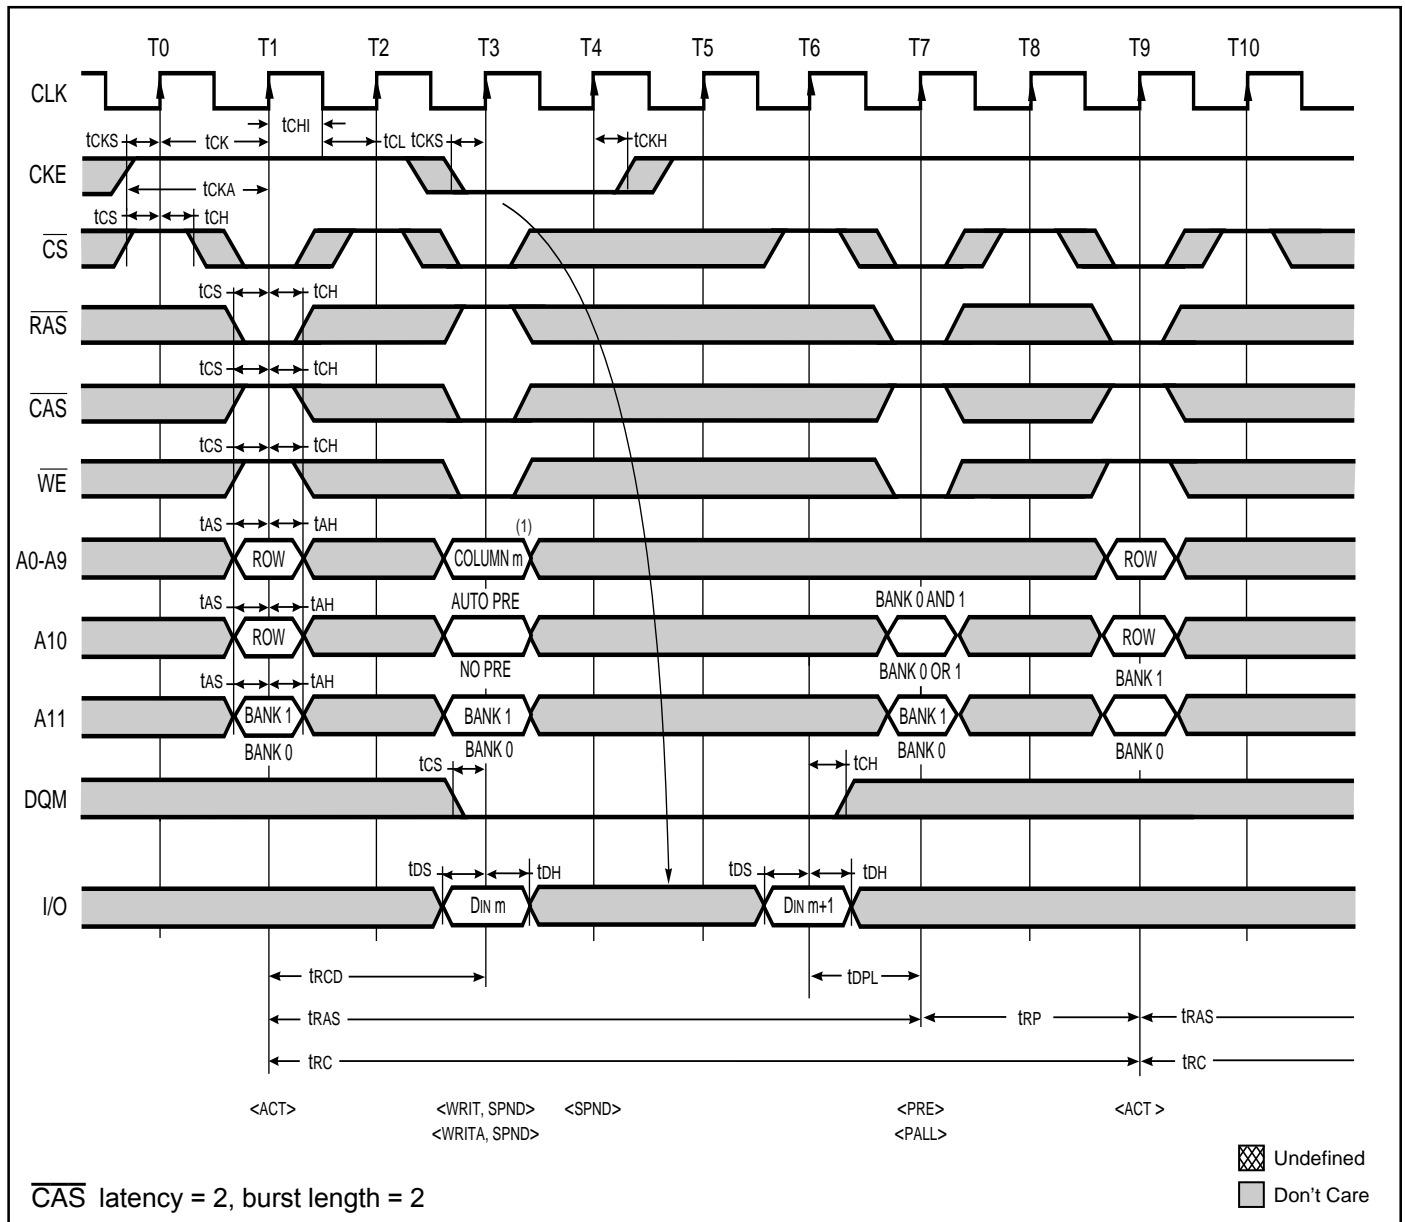 T0 T1 T2 T3 T4 T5 T6 T7 T8 T9 T10
CLK
tCHI
tCKS tCK tCL tCKS tCKH
CKE
tCKA
tCS tCH
CS
tCS tCH
RAS
tCS tCH
CAS
tCS tCH
WE
tAS tAH (1)
A0-A9 ROW COLUMN m ROW
tAS tAH AUTO PRE BANK 0 AND 1
A10 ROW ROW
NO PRE BANK 0 OR 1 BANK 1
tAS tAH
A11 BANK 1 BANK 1 BANK 1
BANK 0 BANK 0 BANK 0 BANK 0
tCS tCH
DQM
tDS tDH tDS tDH
I/O DIN m DIN m+1
tRCD tDPL
tRAS tRP tRAS
tRC tRC
<ACT> <WRIT, SPND> <SPND> <PRE> <ACT >
<WRITA, SPND> <PALL>
Undefined
CAS latency = 2, burst length = 2 Don't Care